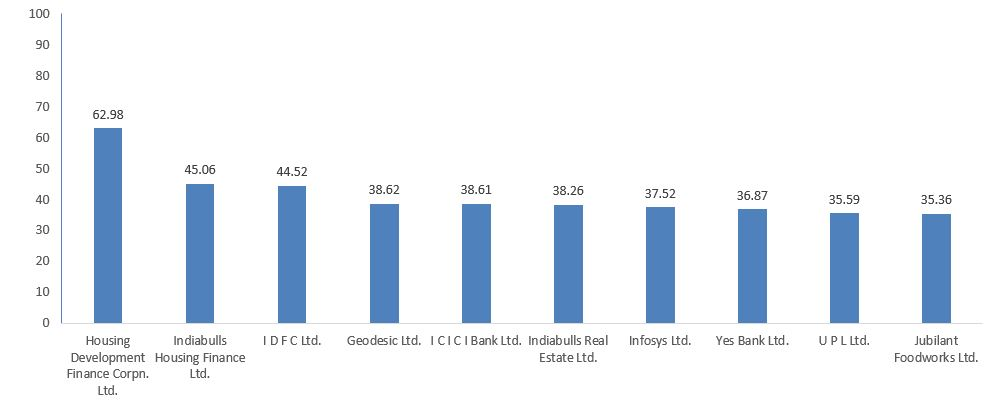 100
90
80
70
60
50
40
30
20
10
0
62.98
45.06
44.52
38.62
38.61
38.26
37.52
36.87
35.59
35.36
Housing
Development
Finance Corpn.
Ltd.
Indiabulls
Housing Finance
Ltd.
I D F C Ltd.
Geodesic Ltd.
I C I C I Bank Ltd.
Indiabulls Real
Estate Ltd.
Infosys Ltd.
Yes Bank Ltd.
U P L Ltd.
Jubilant
Foodworks Ltd.